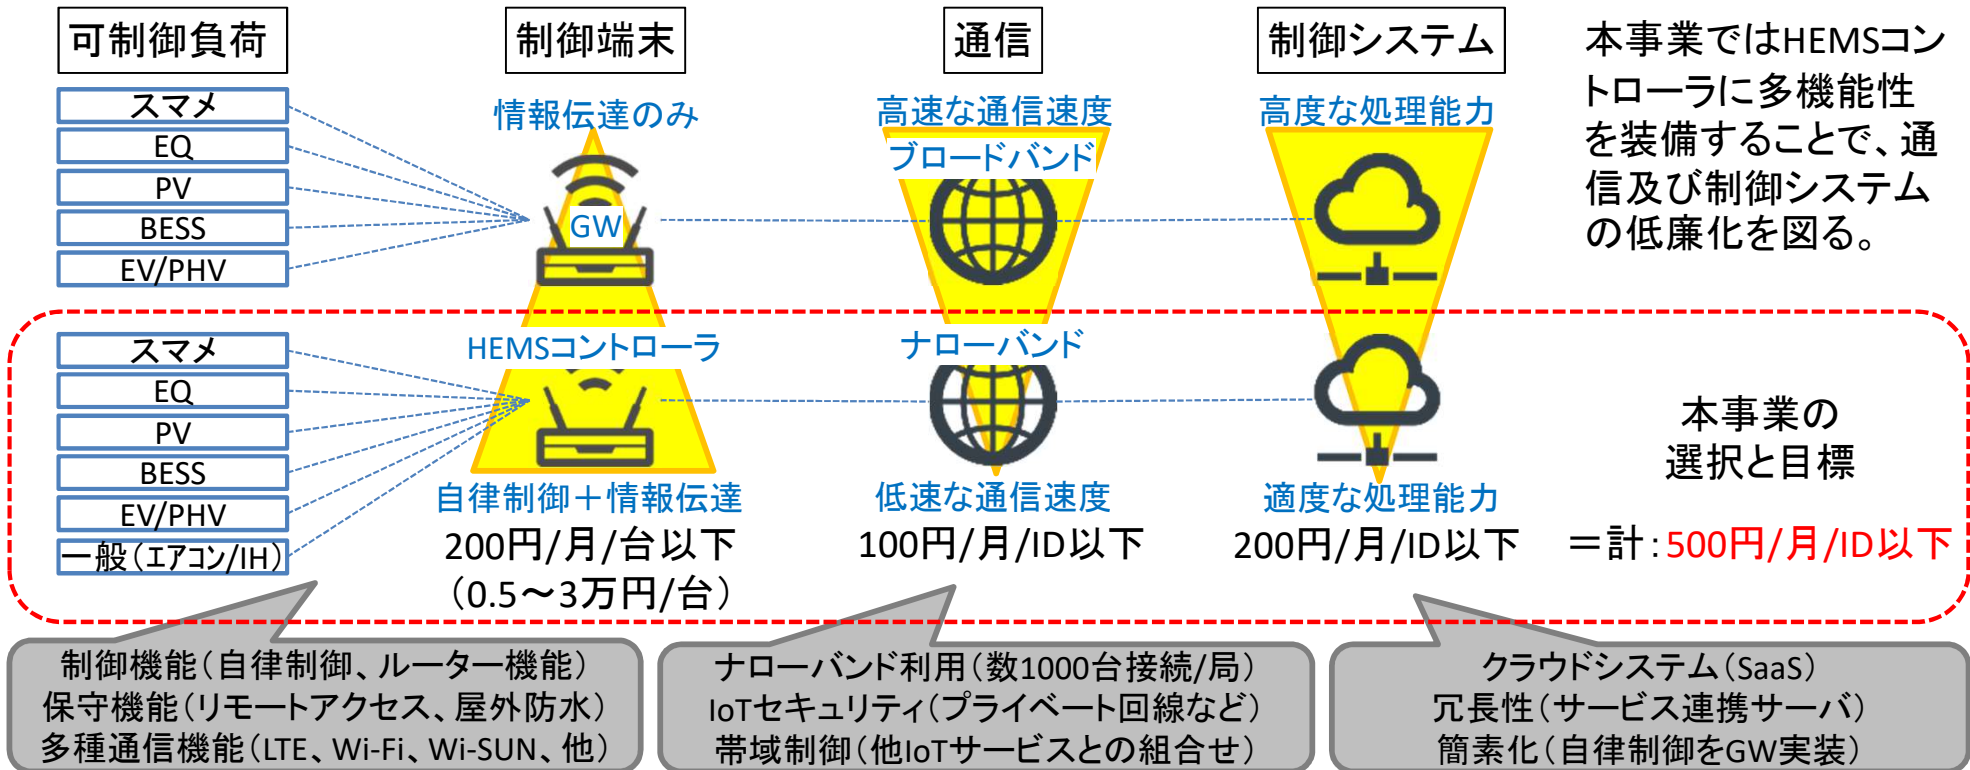 可制御負荷
制御端末
通信
制御システム
本事業ではHEMSコン
トローラに多機能性
を装備することで、通
信及び制御システム
の低廉化を図る。
スマメ
EQ
PV
BESS
EV/PHV
情報伝達のみ
GW
高速な通信速度
ブロードバンド
高度な処理能力
スマメ
EQ
PV
BESS
EV/PHV
一般（エアコン/IH）
HEMSコントローラ
自律制御＋情報伝達
200円/月/台以下
（0.5～3万円/台）
ナローバンド
低速な通信速度
100円/月/ID以下
適度な処理能力
200円/月/ID以下
本事業の
選択と目標
＝計：500円/月/ID以下
制御機能（自律制御、ルーター機能）
保守機能（リモートアクセス、屋外防水）
多種通信機能（LTE、Wi-Fi、Wi-SUN、他）
ナローバンド利用（数1000台接続/局）
IoTセキュリティ（プライベート回線など）
帯域制御（他IoTサービスとの組合せ）
クラウドシステム（SaaS）
冗長性（サービス連携サーバ）
簡素化（自律制御をGW実装）